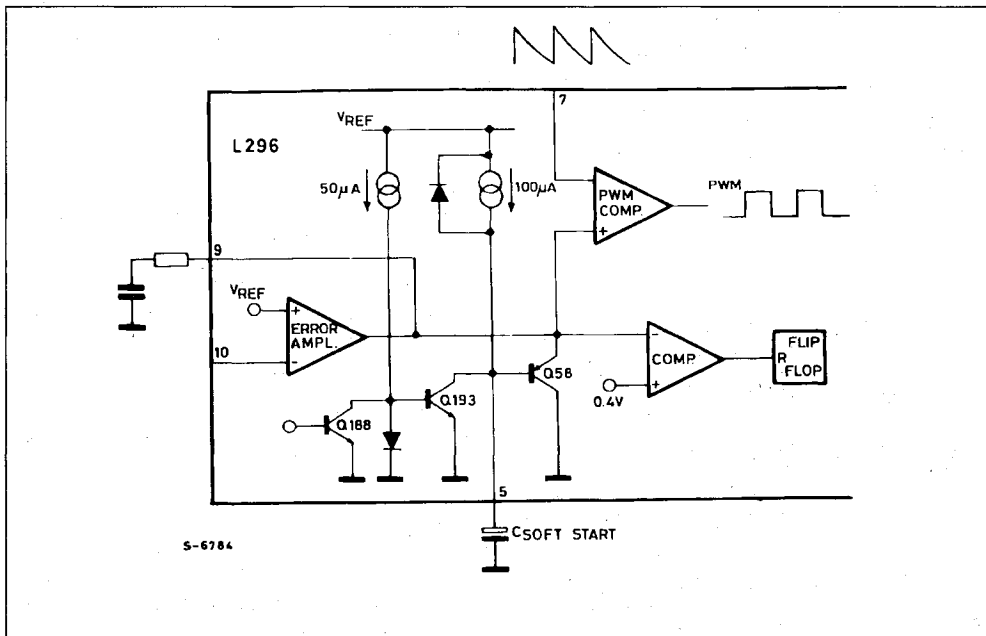 7
VREF
L296
50µA
100µA
PWM
COMP.
-
+
PWM
9
VREF
+
ERROR
AMPL.
-
10
-
COMP.
+
0.4V
FLIP
R
FLOP
Q58
Q193
Q188
5
CSOFT START
S-6784